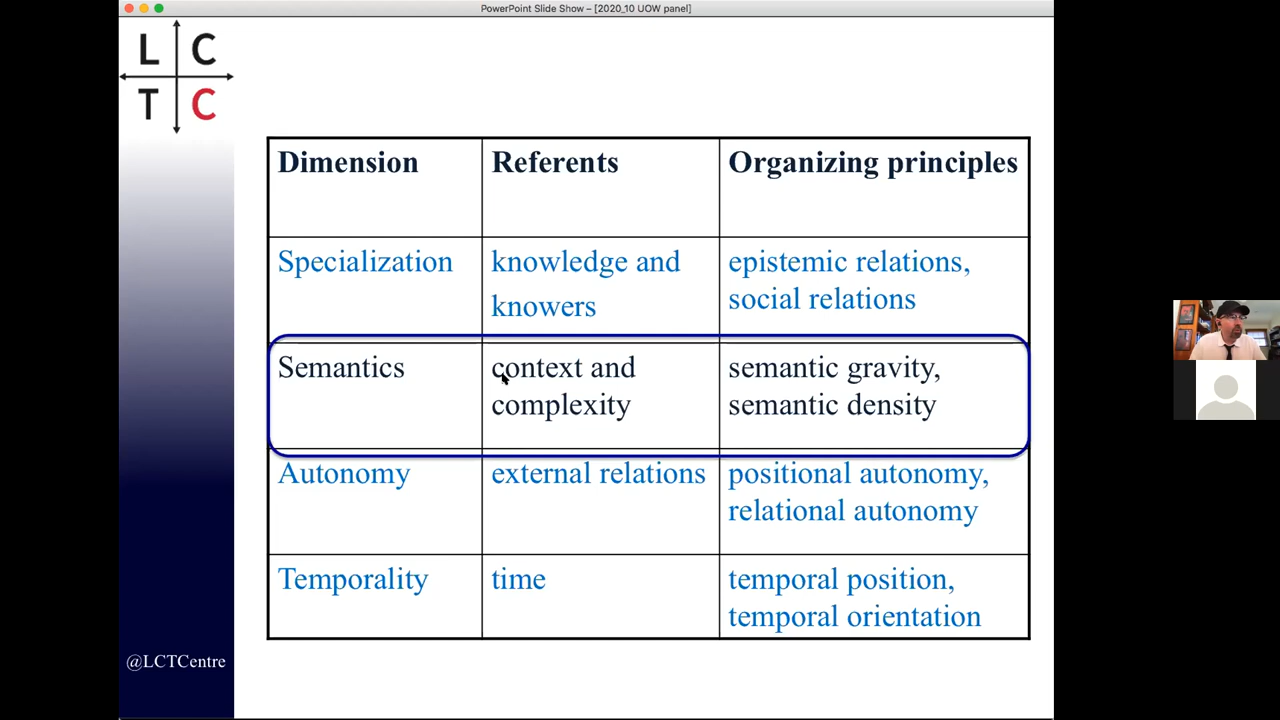 PowerPoint Slide Show – [2020_10 UOW panel]
L C
T C
Dimension
Referents
Organizing principles
Specialization
knowledge and
knowers
epistemic relations,
social relations
Semantics
context and
complexity
semantic gravity,
semantic density
Autonomy
external relations
positional autonomy,
relational autonomy
Temporality
time
temporal position,
temporal orientation
@LCTCentre